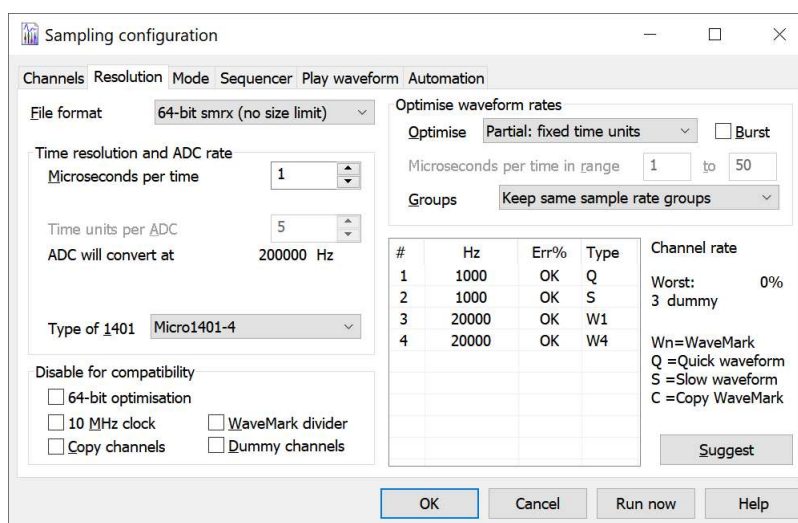 Sampling configuration
Channels Resolution Mode Sequencer Play waveform Automation
File format 64-bit smrx (no size limit)
Time resolution and ADC rate
Microseconds per time 1
Time units per ADC 5
ADC will convert at 200000 Hz
Type of 1401 Micro1401-4
Disable for compatibility
64-bit optimisation
10 MHz clock WaveMark divider
Copy channels Dummy channels
Optimise waveform rates
Optimise Partial: fixed time units Burst
Microseconds per time in range 1 to 50
Groups Keep same sample rate groups
# Hz Err% Type
1 1000 OK Q
2 1000 OK S
3 20000 OK W1
4 20000 OK W4
Channel rate
Worst: 0%
3 dummy
Wn=WaveMark
Q =Quick waveform
S =Slow waveform
C =Copy WaveMark
Suggest
OK Cancel Run now Help